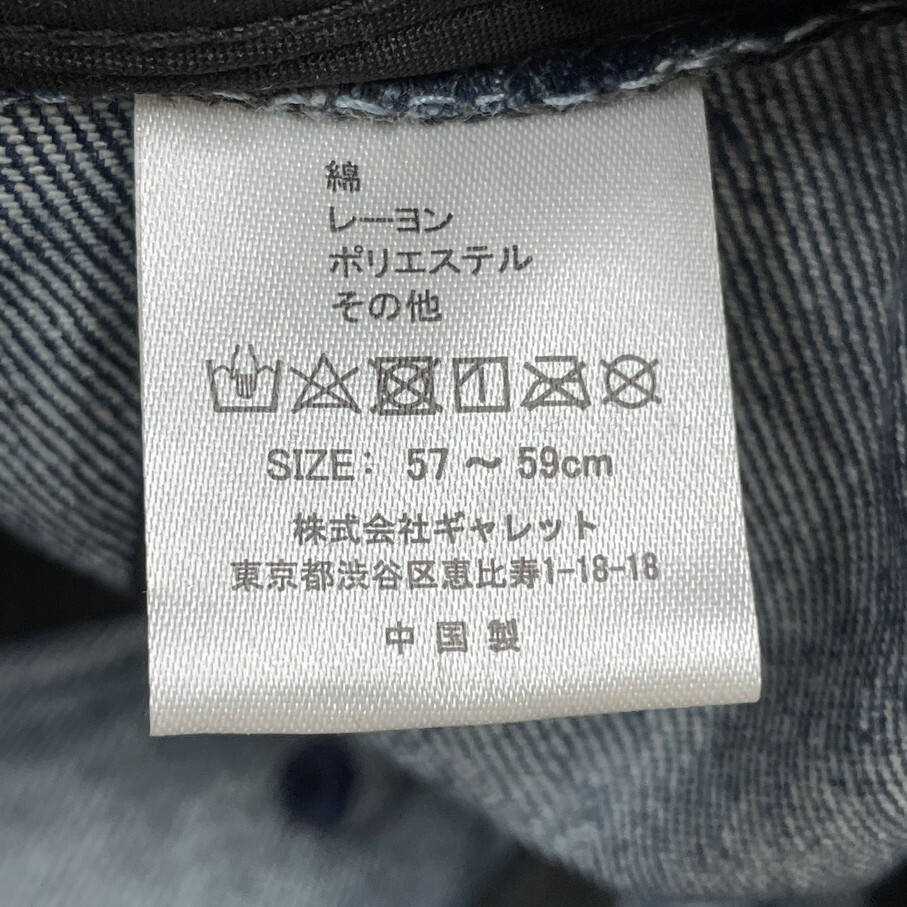 綿
レーヨン
ポリエステル
その他
SIZE: 57 〜 59cm
株式会社ギャレット
東京都渋谷区恵比寿1-18-18
中国製